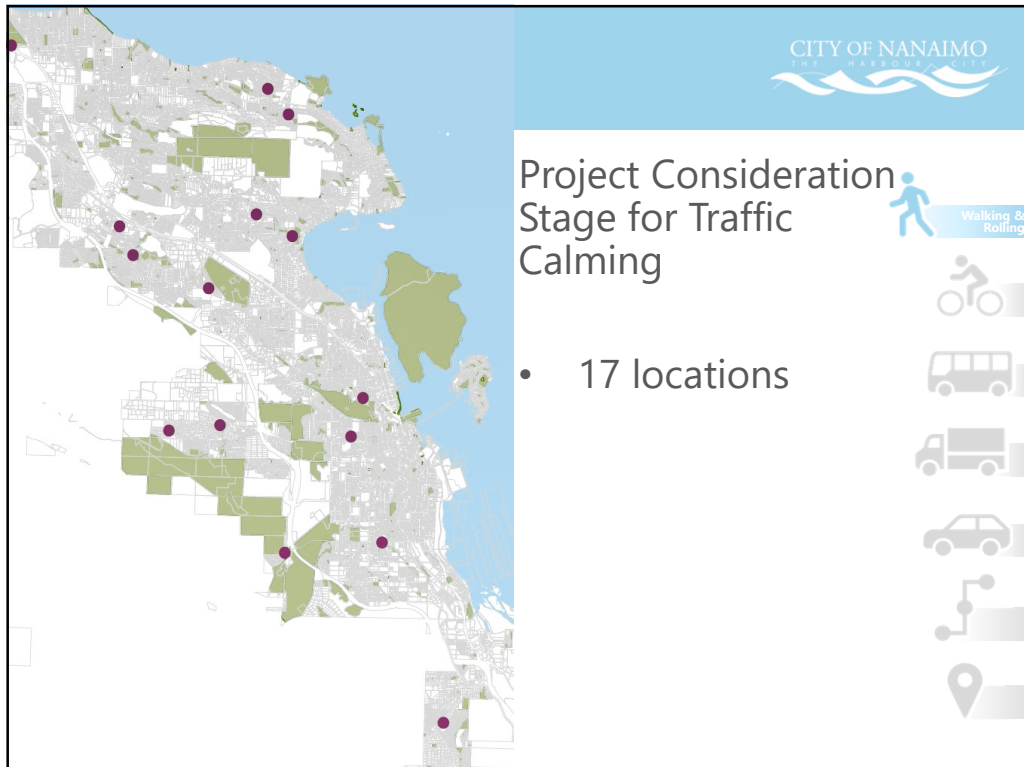 CITY OF NANAIMO
THE HARBOUR CITY
Project Consideration
Stage for Traffic
Calming
Walking &
Rolling
• 17 locations